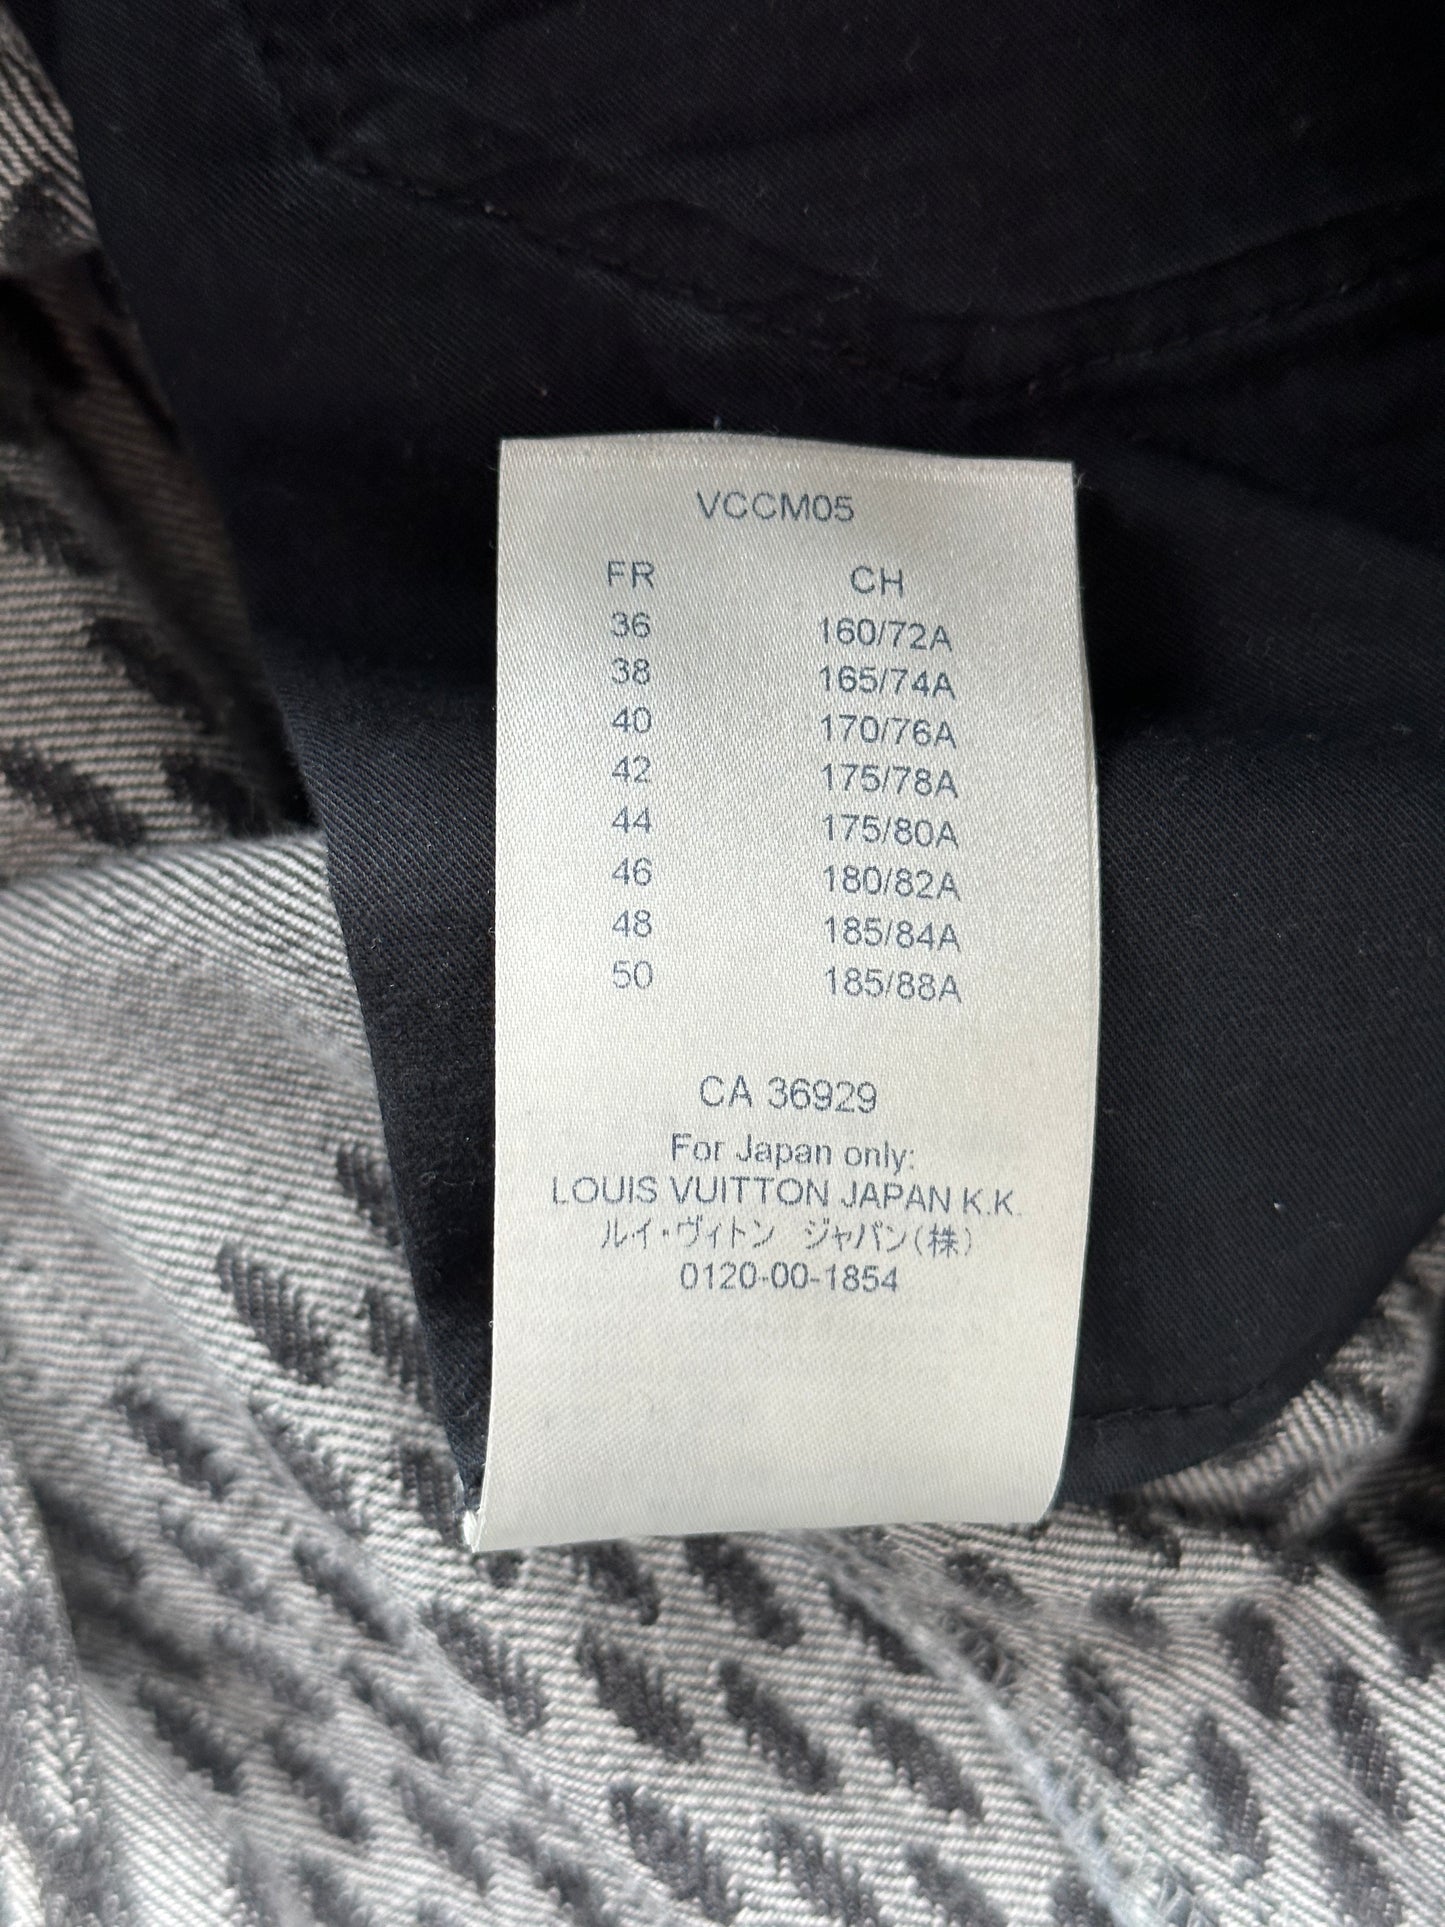 VCCM05
FR CH
36 160/72A
38 165/74A
40 170/76A
42 175/78A
44 175/80A
46 180/82A
48 185/84A
50 185/88A
CA 36929
For Japan only:
LOUIS VUITTON JAPAN K.K.
ルイ・ヴィトン ジャパン(株)
0120-00-1854